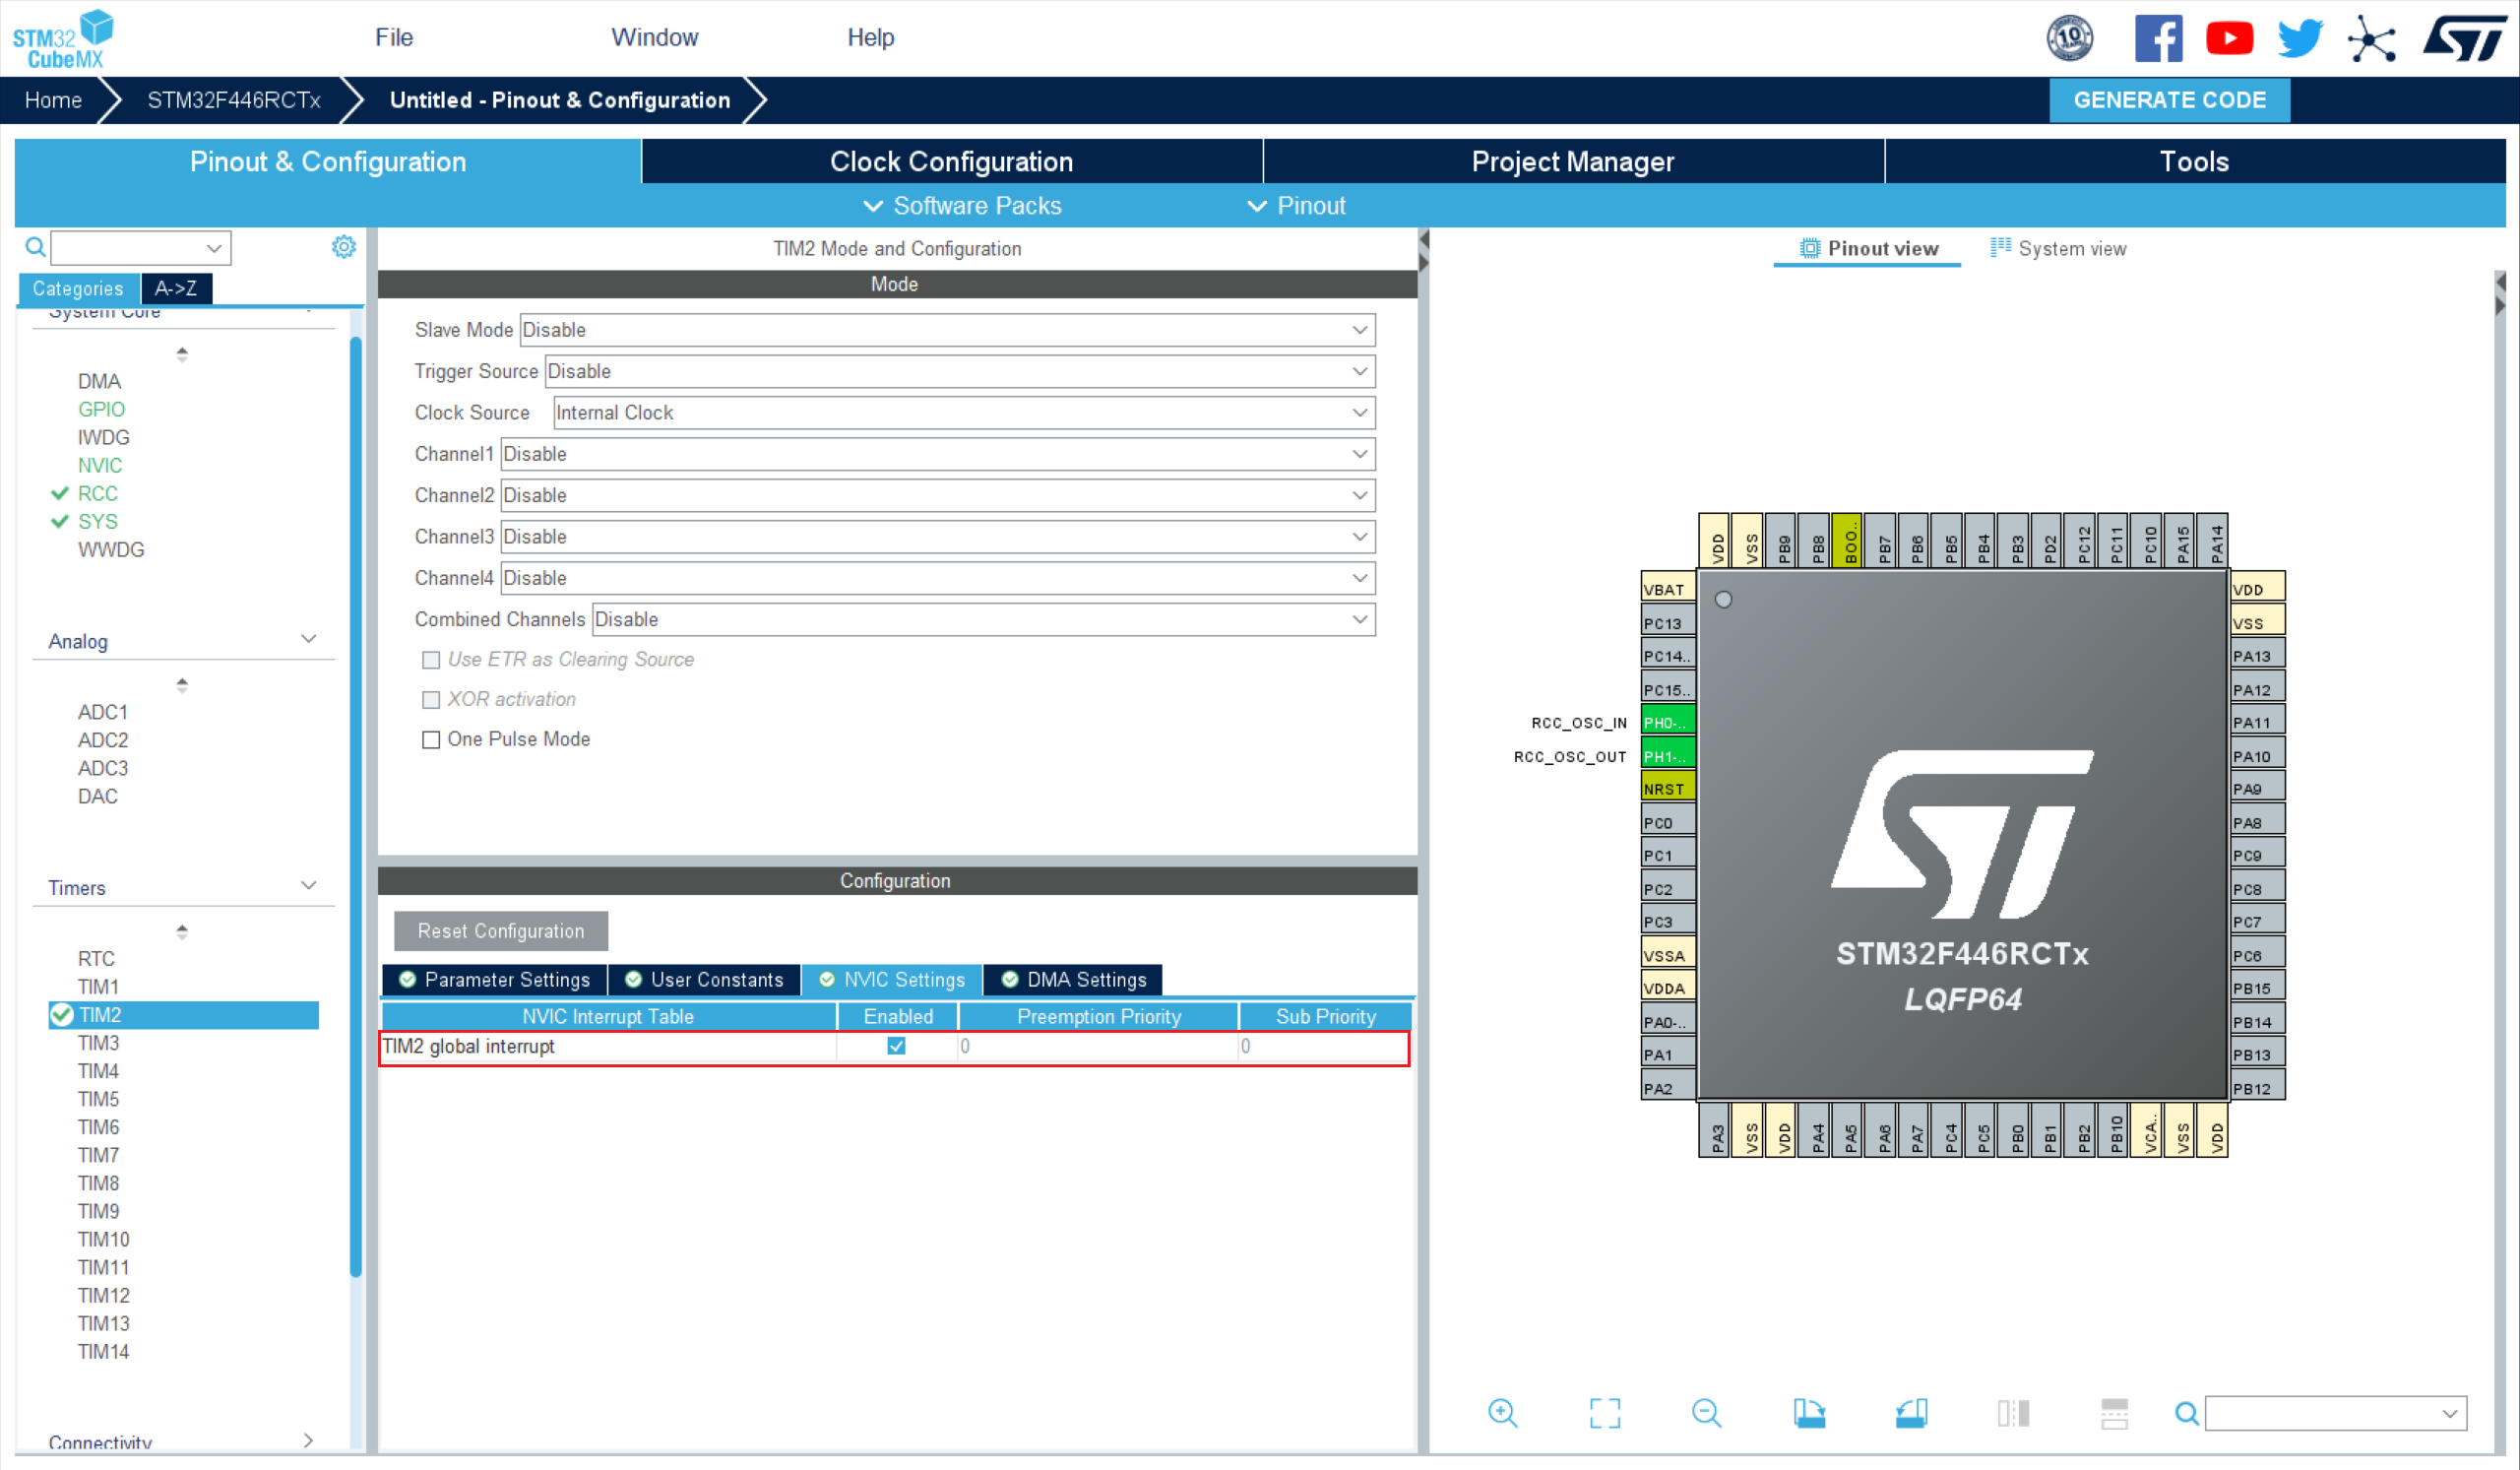 STM32
CubeMX
File
Window
Help
10
Home
STM32F446RCTx
Untitled - Pinout & Configuration
GENERATE CODE
Pinout & Configuration
Clock Configuration
Project Manager
Tools
Software Packs
Pinout
Categories
A->Z
System Core
DMA
GPIO
IWDG
NVIC
RCC
SYS
WWDG
Analog
ADC1
ADC2
ADC3
DAC
Timers
RTC
TIM1
TIM2
TIM3
TIM4
TIM5
TIM6
TIM7
TIM8
TIM9
TIM10
TIM11
TIM12
TIM13
TIM14
Connectivity
TIM2 Mode and Configuration
Mode
Slave Mode Disable
Trigger Source Disable
Clock Source Internal Clock
Channel1 Disable
Channel2 Disable
Channel3 Disable
Channel4 Disable
Combined Channels Disable
Use ETR as Clearing Source
XOR activation
One Pulse Mode
Configuration
Reset Configuration
Parameter Settings
User Constants
NVIC Settings
DMA Settings
NVIC Interrupt Table Enabled Preemption Priority Sub Priority
TIM2 global interrupt 0 0
Pinout view
System view
VDD
VSS
PB9
PB8
BOO..
PB7
PB6
PB5
PB4
PB3
PD2
PC12
PC11
PC10
PA15
PA14
VBAT
PC13
PC14..
PC15..
RCC_OSC_IN PH0-..
RCC_OSC_OUT PH1-..
NRST
PC0
PC1
PC2
PC3
VSSA
VDDA
PA0-..
PA1
PA2
STM32F446RCTx
LQFP64
VDD
VSS
PA13
PA12
PA11
PA10
PA9
PA8
PC9
PC8
PC7
PC6
PB15
PB14
PB13
PB12
PA3
VSS
VDD
PA4
PA5
PA6
PA7
PC4
PC5
PB0
PB1
PB2
PB10
VCA..
VSS
VDD